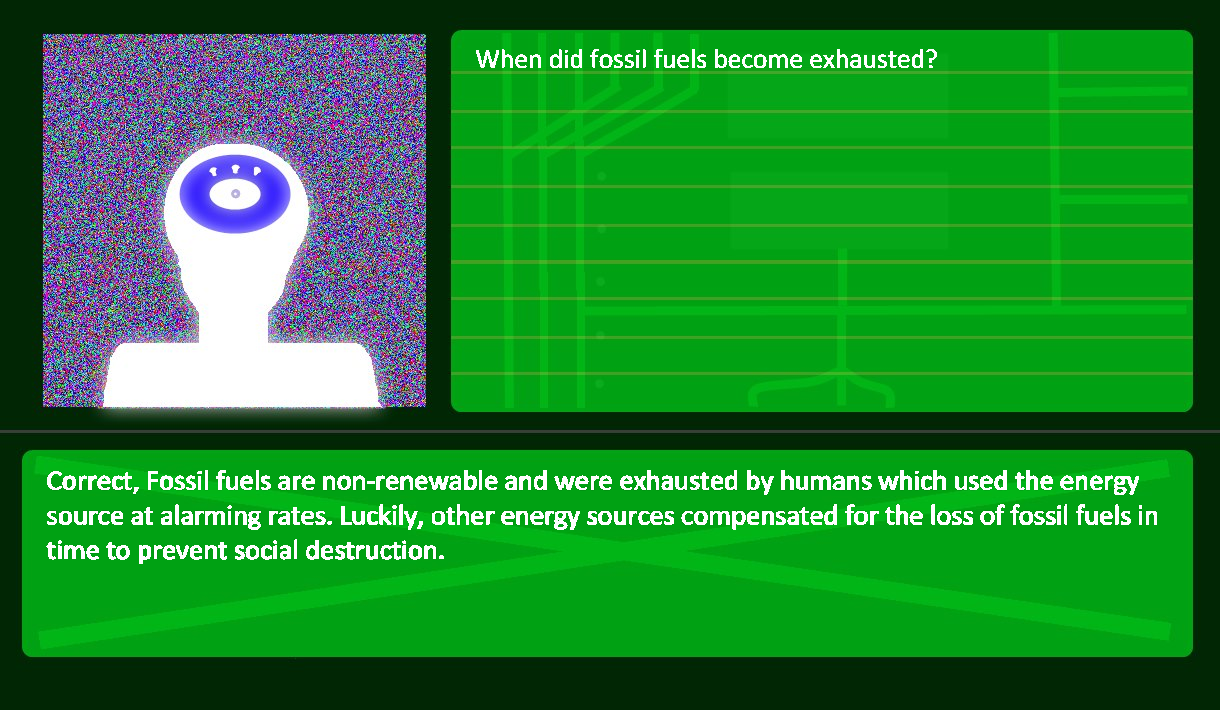 When did fossil fuels become exhausted?
Correct, Fossil fuels are non-renewable and were exhausted by humans which used the energy
source at alarming rates. Luckily, other energy sources compensated for the loss of fossil fuels in
time to prevent social destruction.